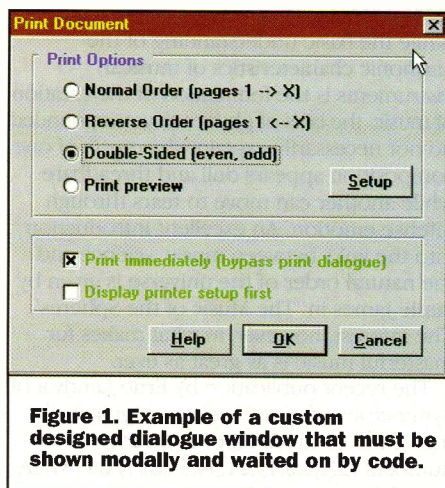 Print Document
Print Options
Normal Order (pages 1 --> X)
Reverse Order (pages 1 <-- X)
Double-Sided (even, odd)
Print preview
Setup
Print immediately (bypass print dialogue)
Display printer setup first
Help
OK
Cancel
Figure 1. Example of a custom
designed dialogue window that must be
shown modally and waited on by code.